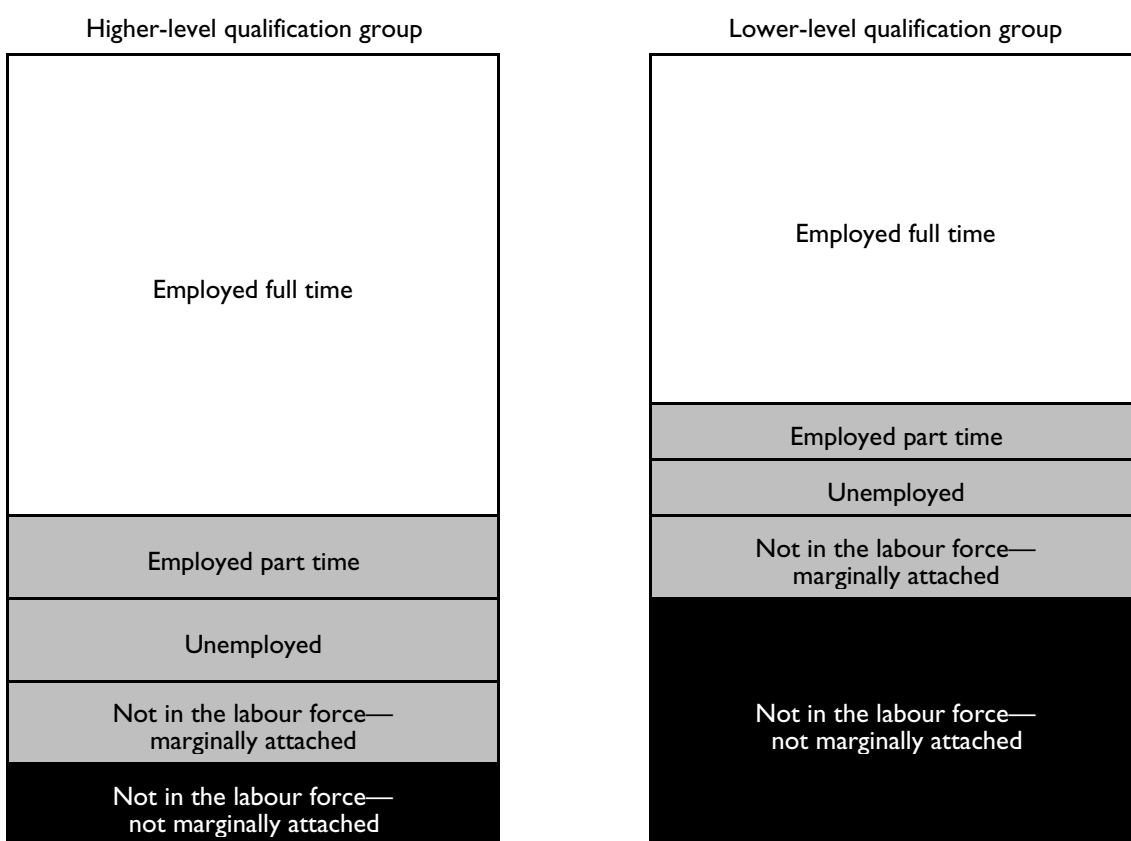 Higher-level qualification group
Employed full time
Employed part time
Unemployed
Not in the labour force—
marginally attached
Not in the labour force—
not marginally attached
Lower-level qualification group
Employed full time
Employed part time
Unemployed
Not in the labour force—
marginally attached
Not in the labour force—
not marginally attached